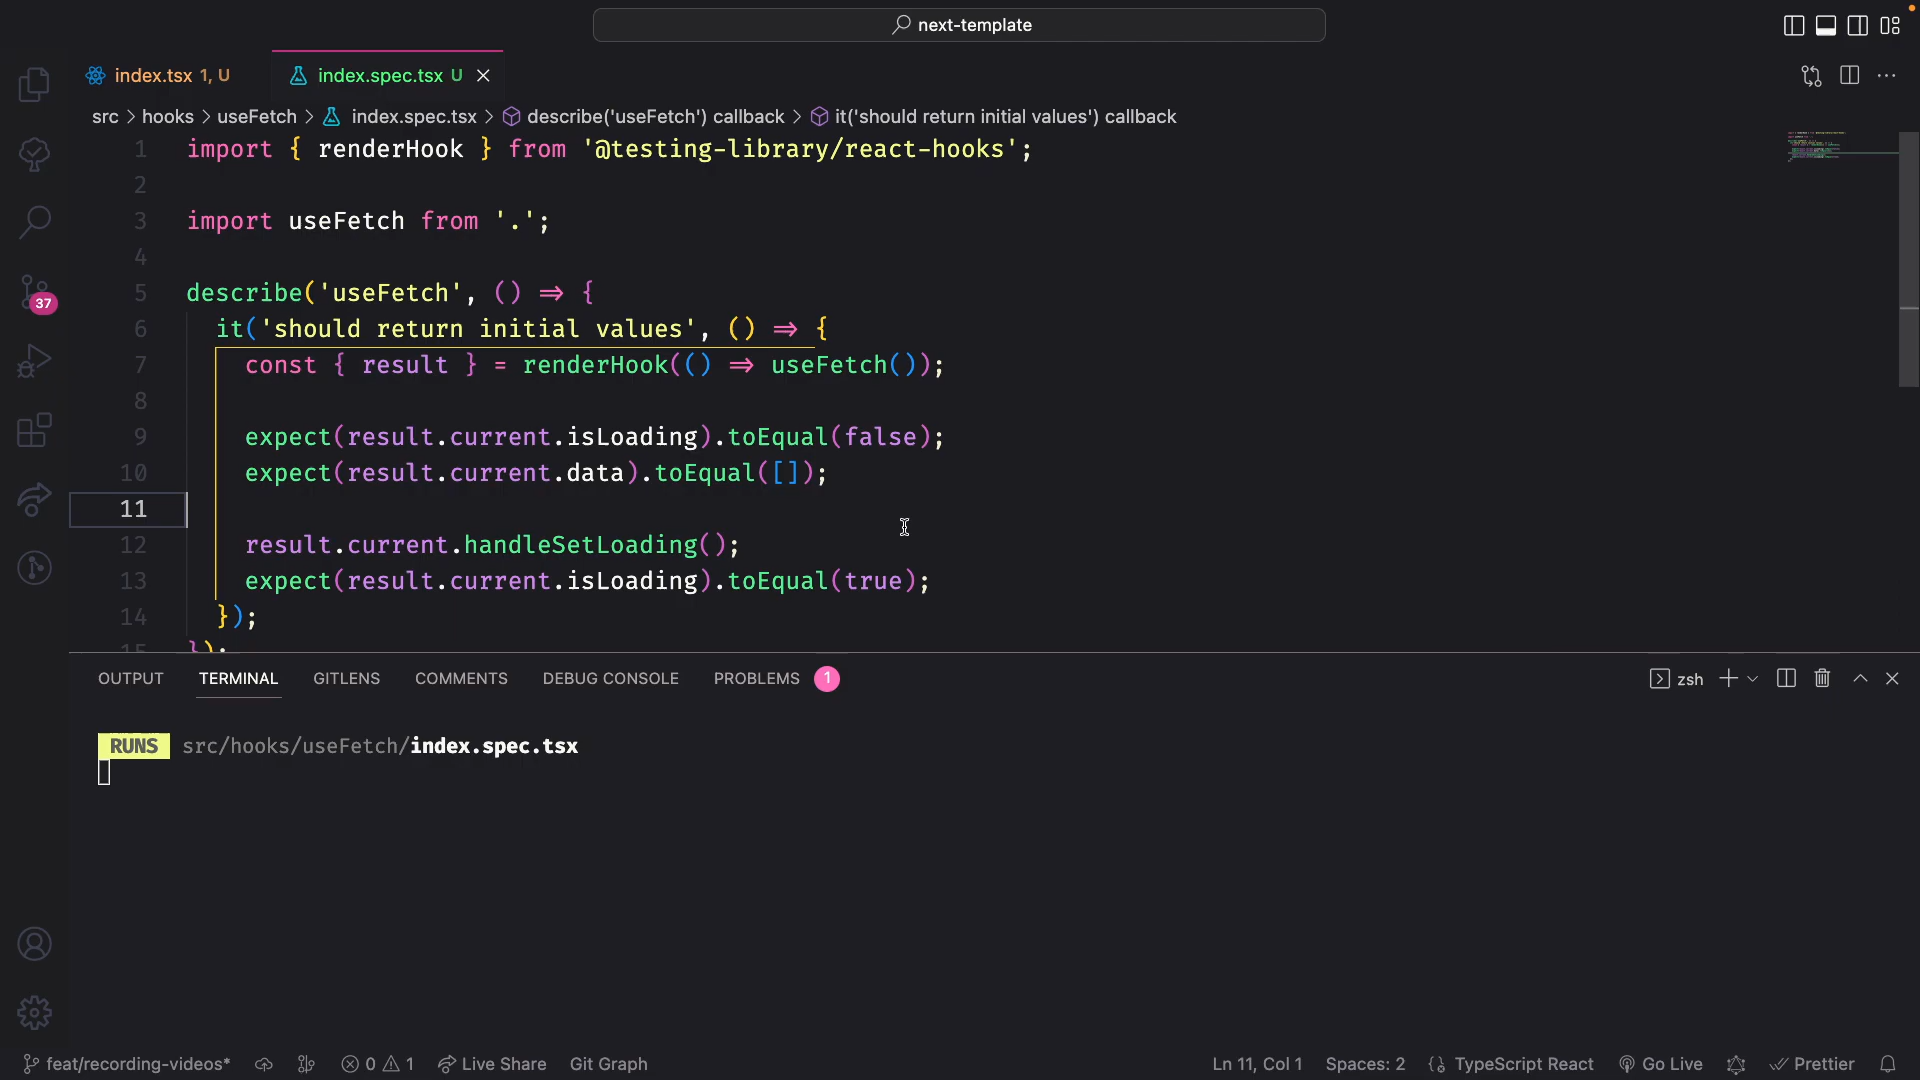 next-template
index.tsx 1, U
index.spec.tsx U
src > hooks > useFetch > index.spec.tsx > describe('useFetch') callback > it('should return initial values') callback
1 import { renderHook } from '@testing-library/react-hooks';
2
3 import useFetch from '.';
4
5 describe('useFetch', () => {
6 it('should return initial values', () => {
7 const { result } = renderHook(() => useFetch());
8
9 expect(result.current.isLoading).toEqual(false);
10 expect(result.current.data).toEqual([]);
11
12 result.current.handleSetLoading();
13 expect(result.current.isLoading).toEqual(true);
14 });
15 });
37
OUTPUT TERMINAL GITLENS COMMENTS DEBUG CONSOLE PROBLEMS 1
zsh
RUNS src/hooks/useFetch/index.spec.tsx
feat/recording-videos* 0 1 Live Share Git Graph Ln 11, Col 1 Spaces: 2 {} TypeScript React Go Live Prettier